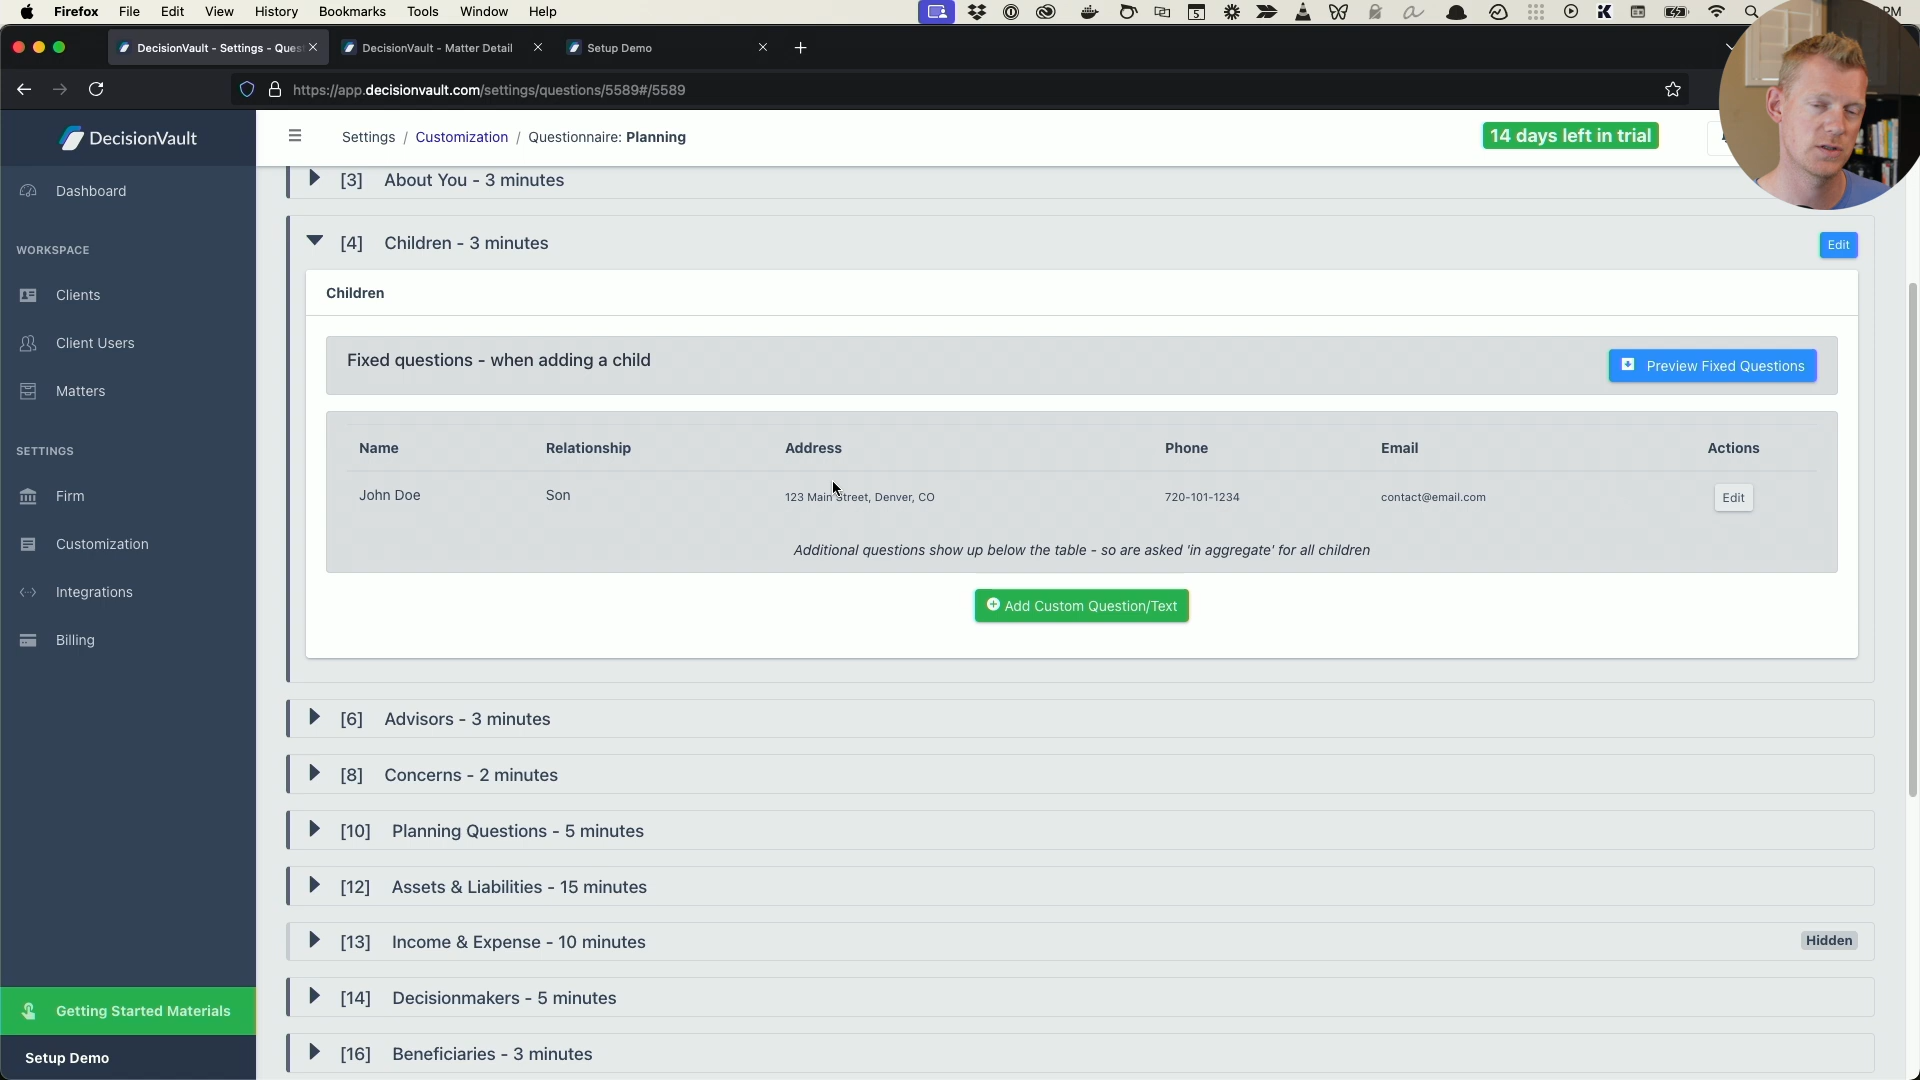 Firefox File Edit View History Bookmarks Tools Window Help
5
PM
DecisionVault - Settings - Ques
DecisionVault - Matter Detail
Setup Demo
https://app.decisionvault.com/settings/questions/5589#/5589
DecisionVault
Settings / Customization / Questionnaire: Planning
14 days left in trial
Dashboard
WORKSPACE
Clients
Client Users
Matters
SETTINGS
Firm
Customization
Integrations
Billing
Getting Started Materials
Setup Demo
[3] About You - 3 minutes
[4] Children - 3 minutes
Edit
Children
Fixed questions - when adding a child
Preview Fixed Questions
Name Relationship Address Phone Email Actions
John Doe Son 123 Main Street, Denver, CO 720-101-1234 contact@email.com Edit
Additional questions show up below the table - so are asked 'in aggregate' for all children
Add Custom Question/Text
[6] Advisors - 3 minutes
[8] Concerns - 2 minutes
[10] Planning Questions - 5 minutes
[12] Assets & Liabilities - 15 minutes
[13] Income & Expense - 10 minutes
Hidden
[14] Decisionmakers - 5 minutes
[16] Beneficiaries - 3 minutes